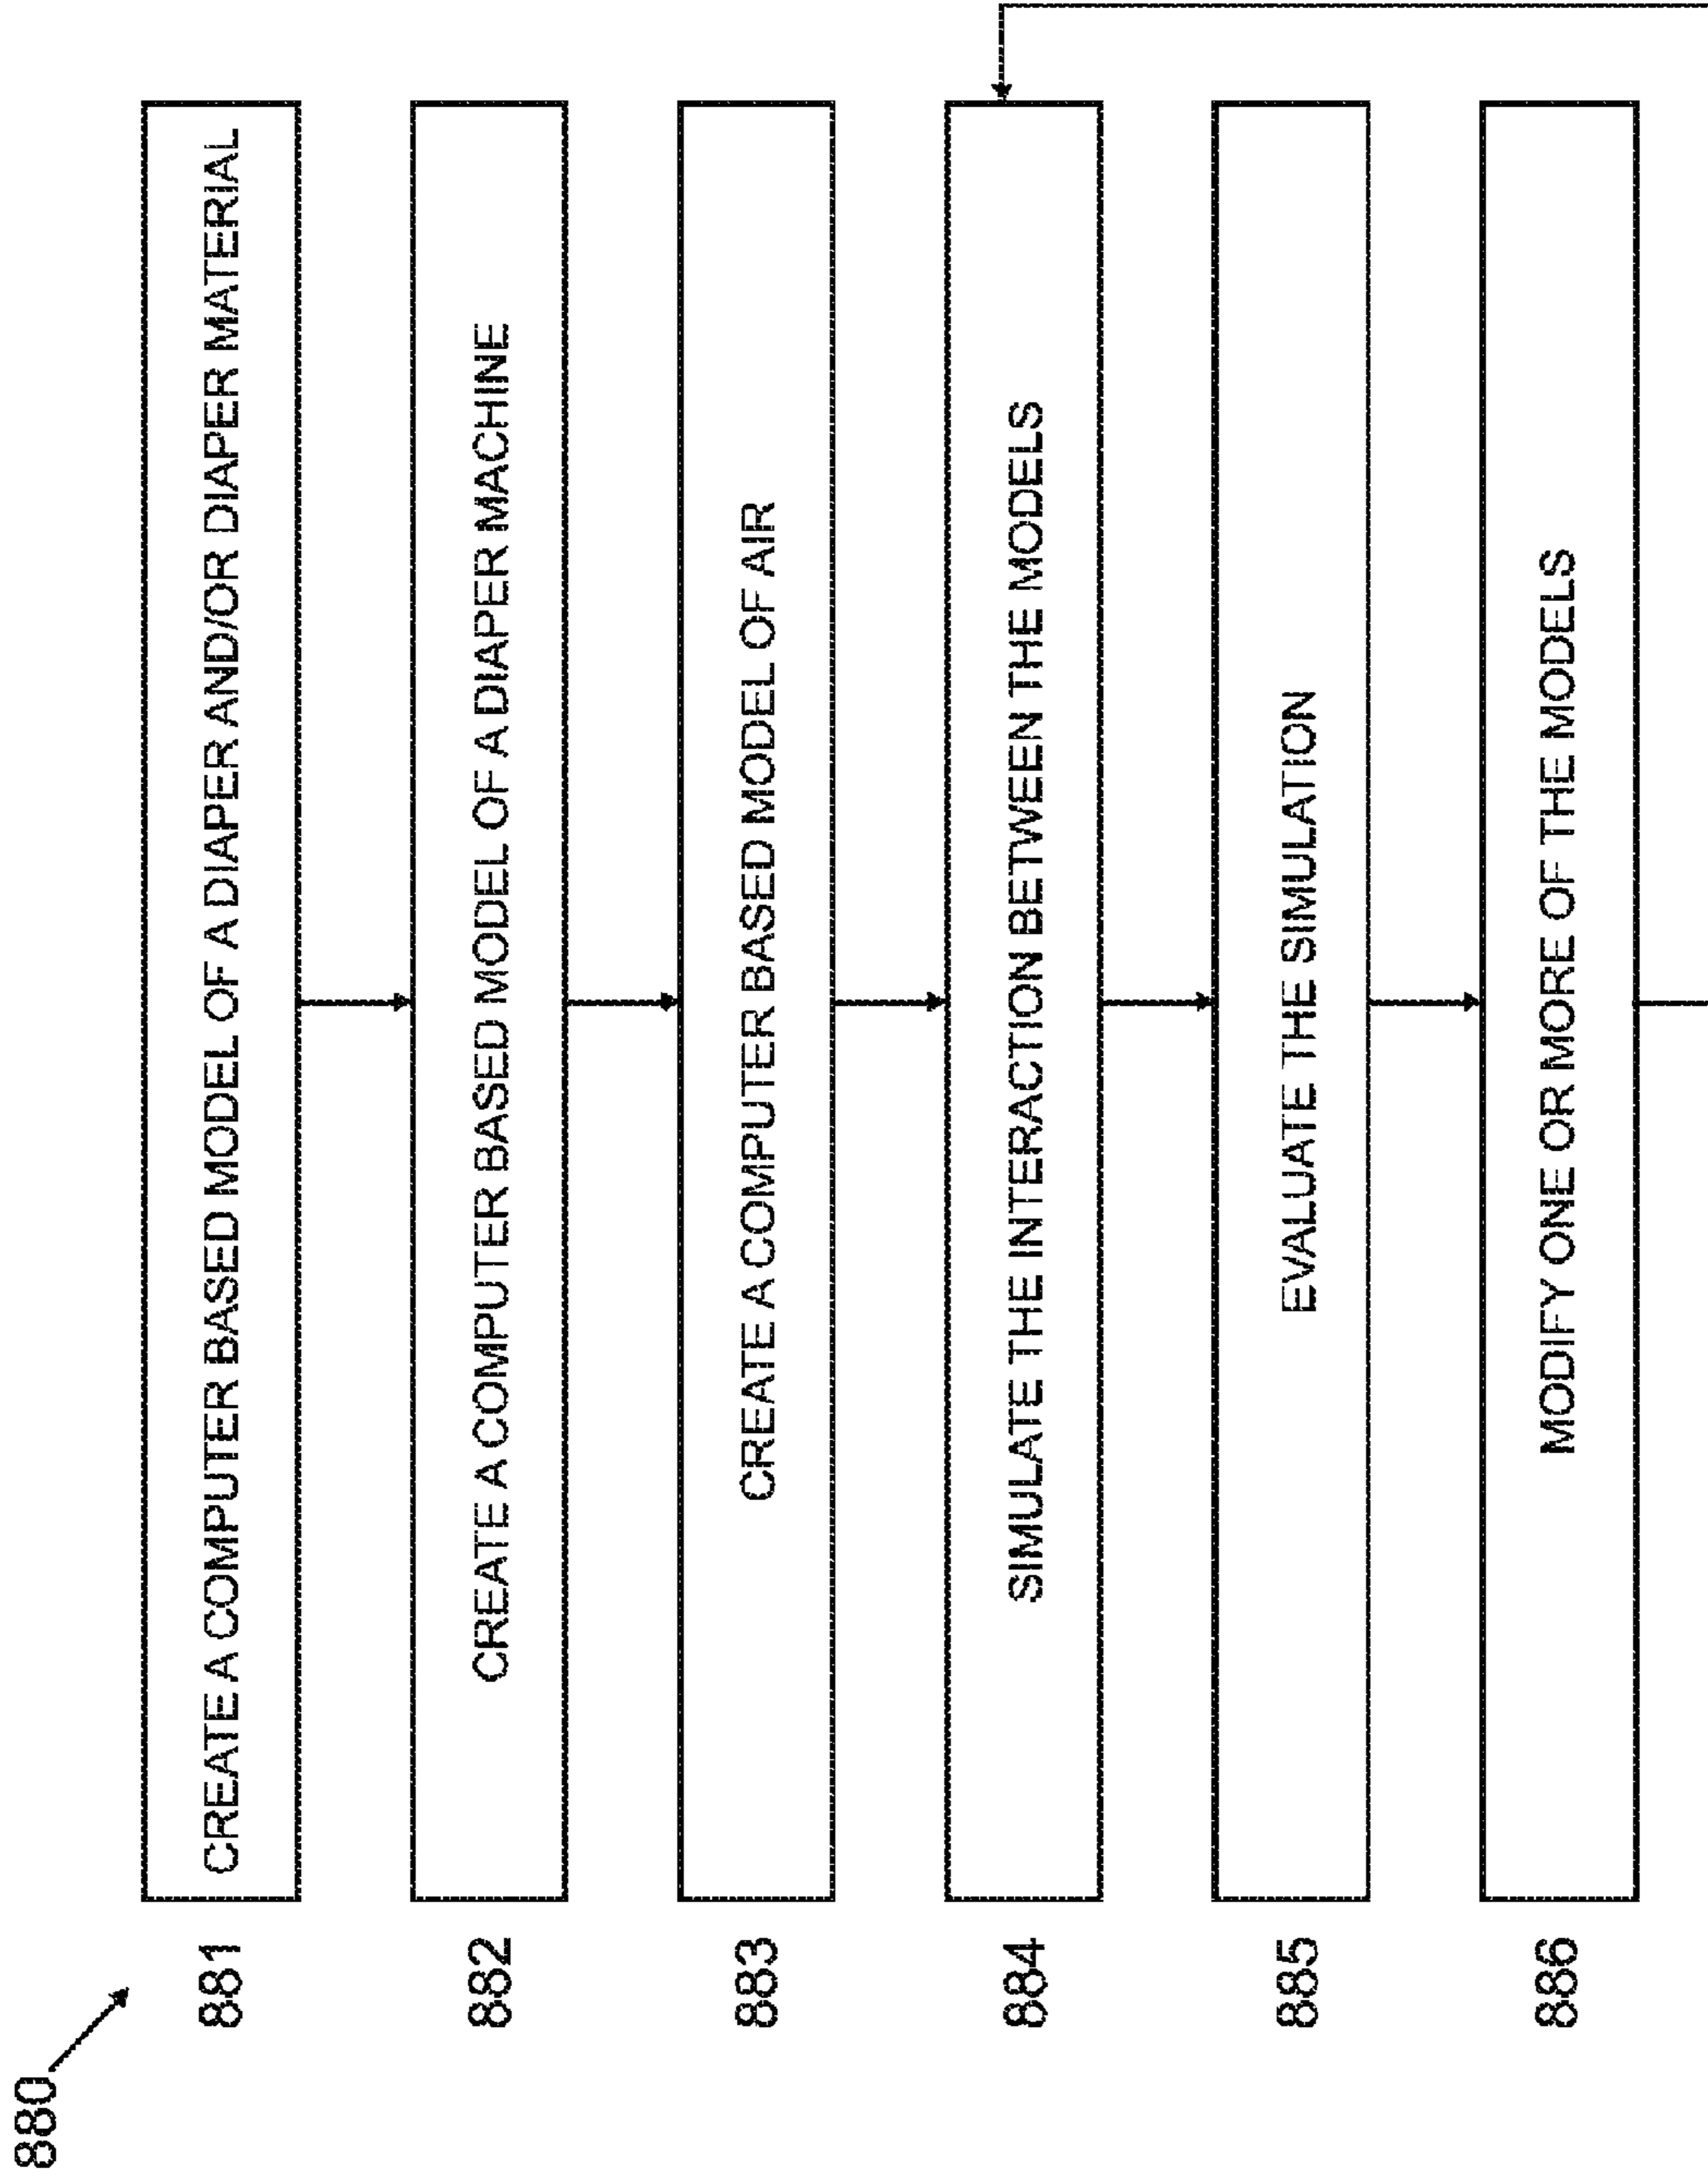 880
881
CREATE A COMPUTER BASED MODEL OF A DIAPER AND/OR DIAPER MATERIAL
882
CREATE A COMPUTER BASED MODEL OF A DIAPER MACHINE
883
CREATE A COMPUTER BASED MODEL OF AIR
884
SIMULATE THE INTERACTION BETWEEN THE MODELS
885
EVALUATE THE SIMULATION
886
MODIFY ONE OR MORE OF THE MODELS